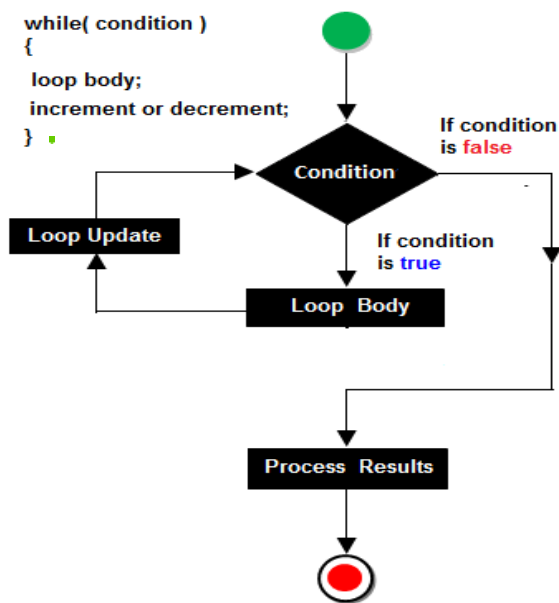 while( condition )
{
loop body;
increment or decrement;
}
If condition
is false
Condition
Loop Update
If condition
is true
Loop Body
Process Results